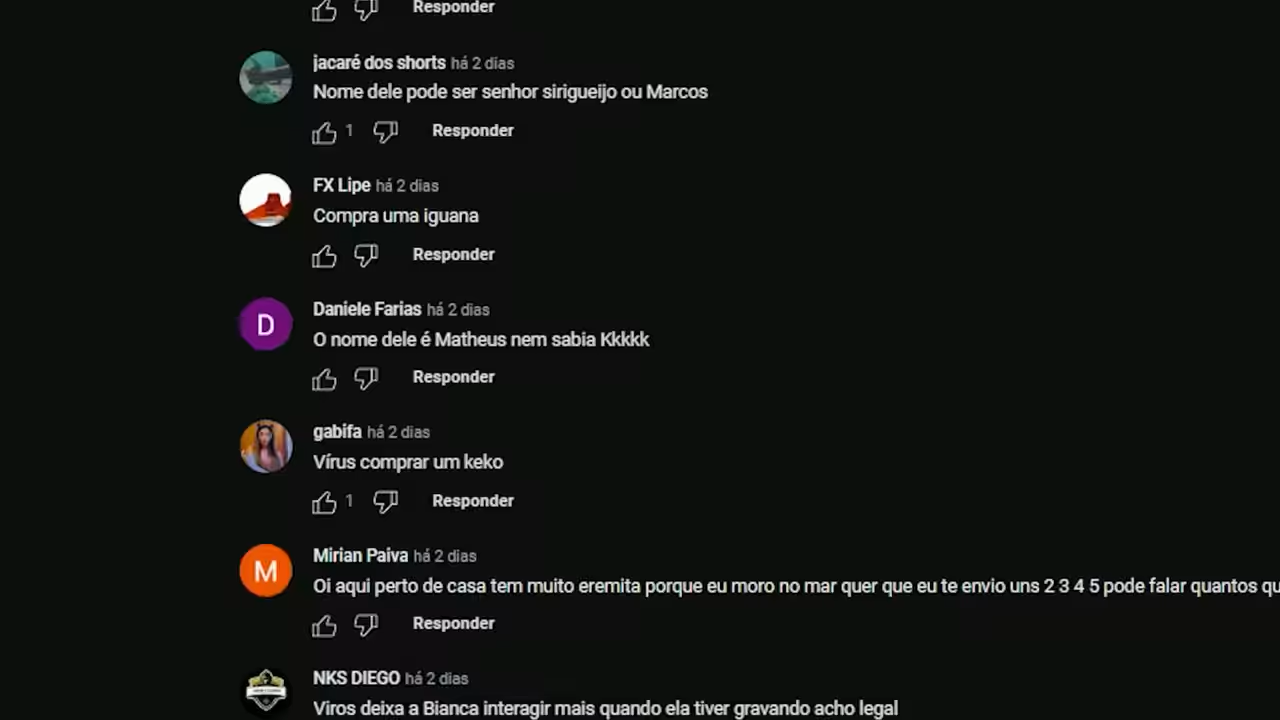 Responder
jacaré dos shorts há 2 dias
Nome dele pode ser senhor sirigueijo ou Marcos
1 Responder
FX Lipe há 2 dias
Compra uma iguana
Responder
D
Daniele Farias há 2 dias
O nome dele é Matheus nem sabia Kkkkk
Responder
gabifa há 2 dias
Vírus comprar um keko
1 Responder
M
Mirian Paiva há 2 dias
Oi aqui perto de casa tem muito eremita porque eu moro no mar quer que eu te envio uns 2 3 4 5 pode falar quantos qu
Responder
NKS DIEGO há 2 dias
Viros deixa a Bianca interagir mais quando ela tiver gravando acho legal